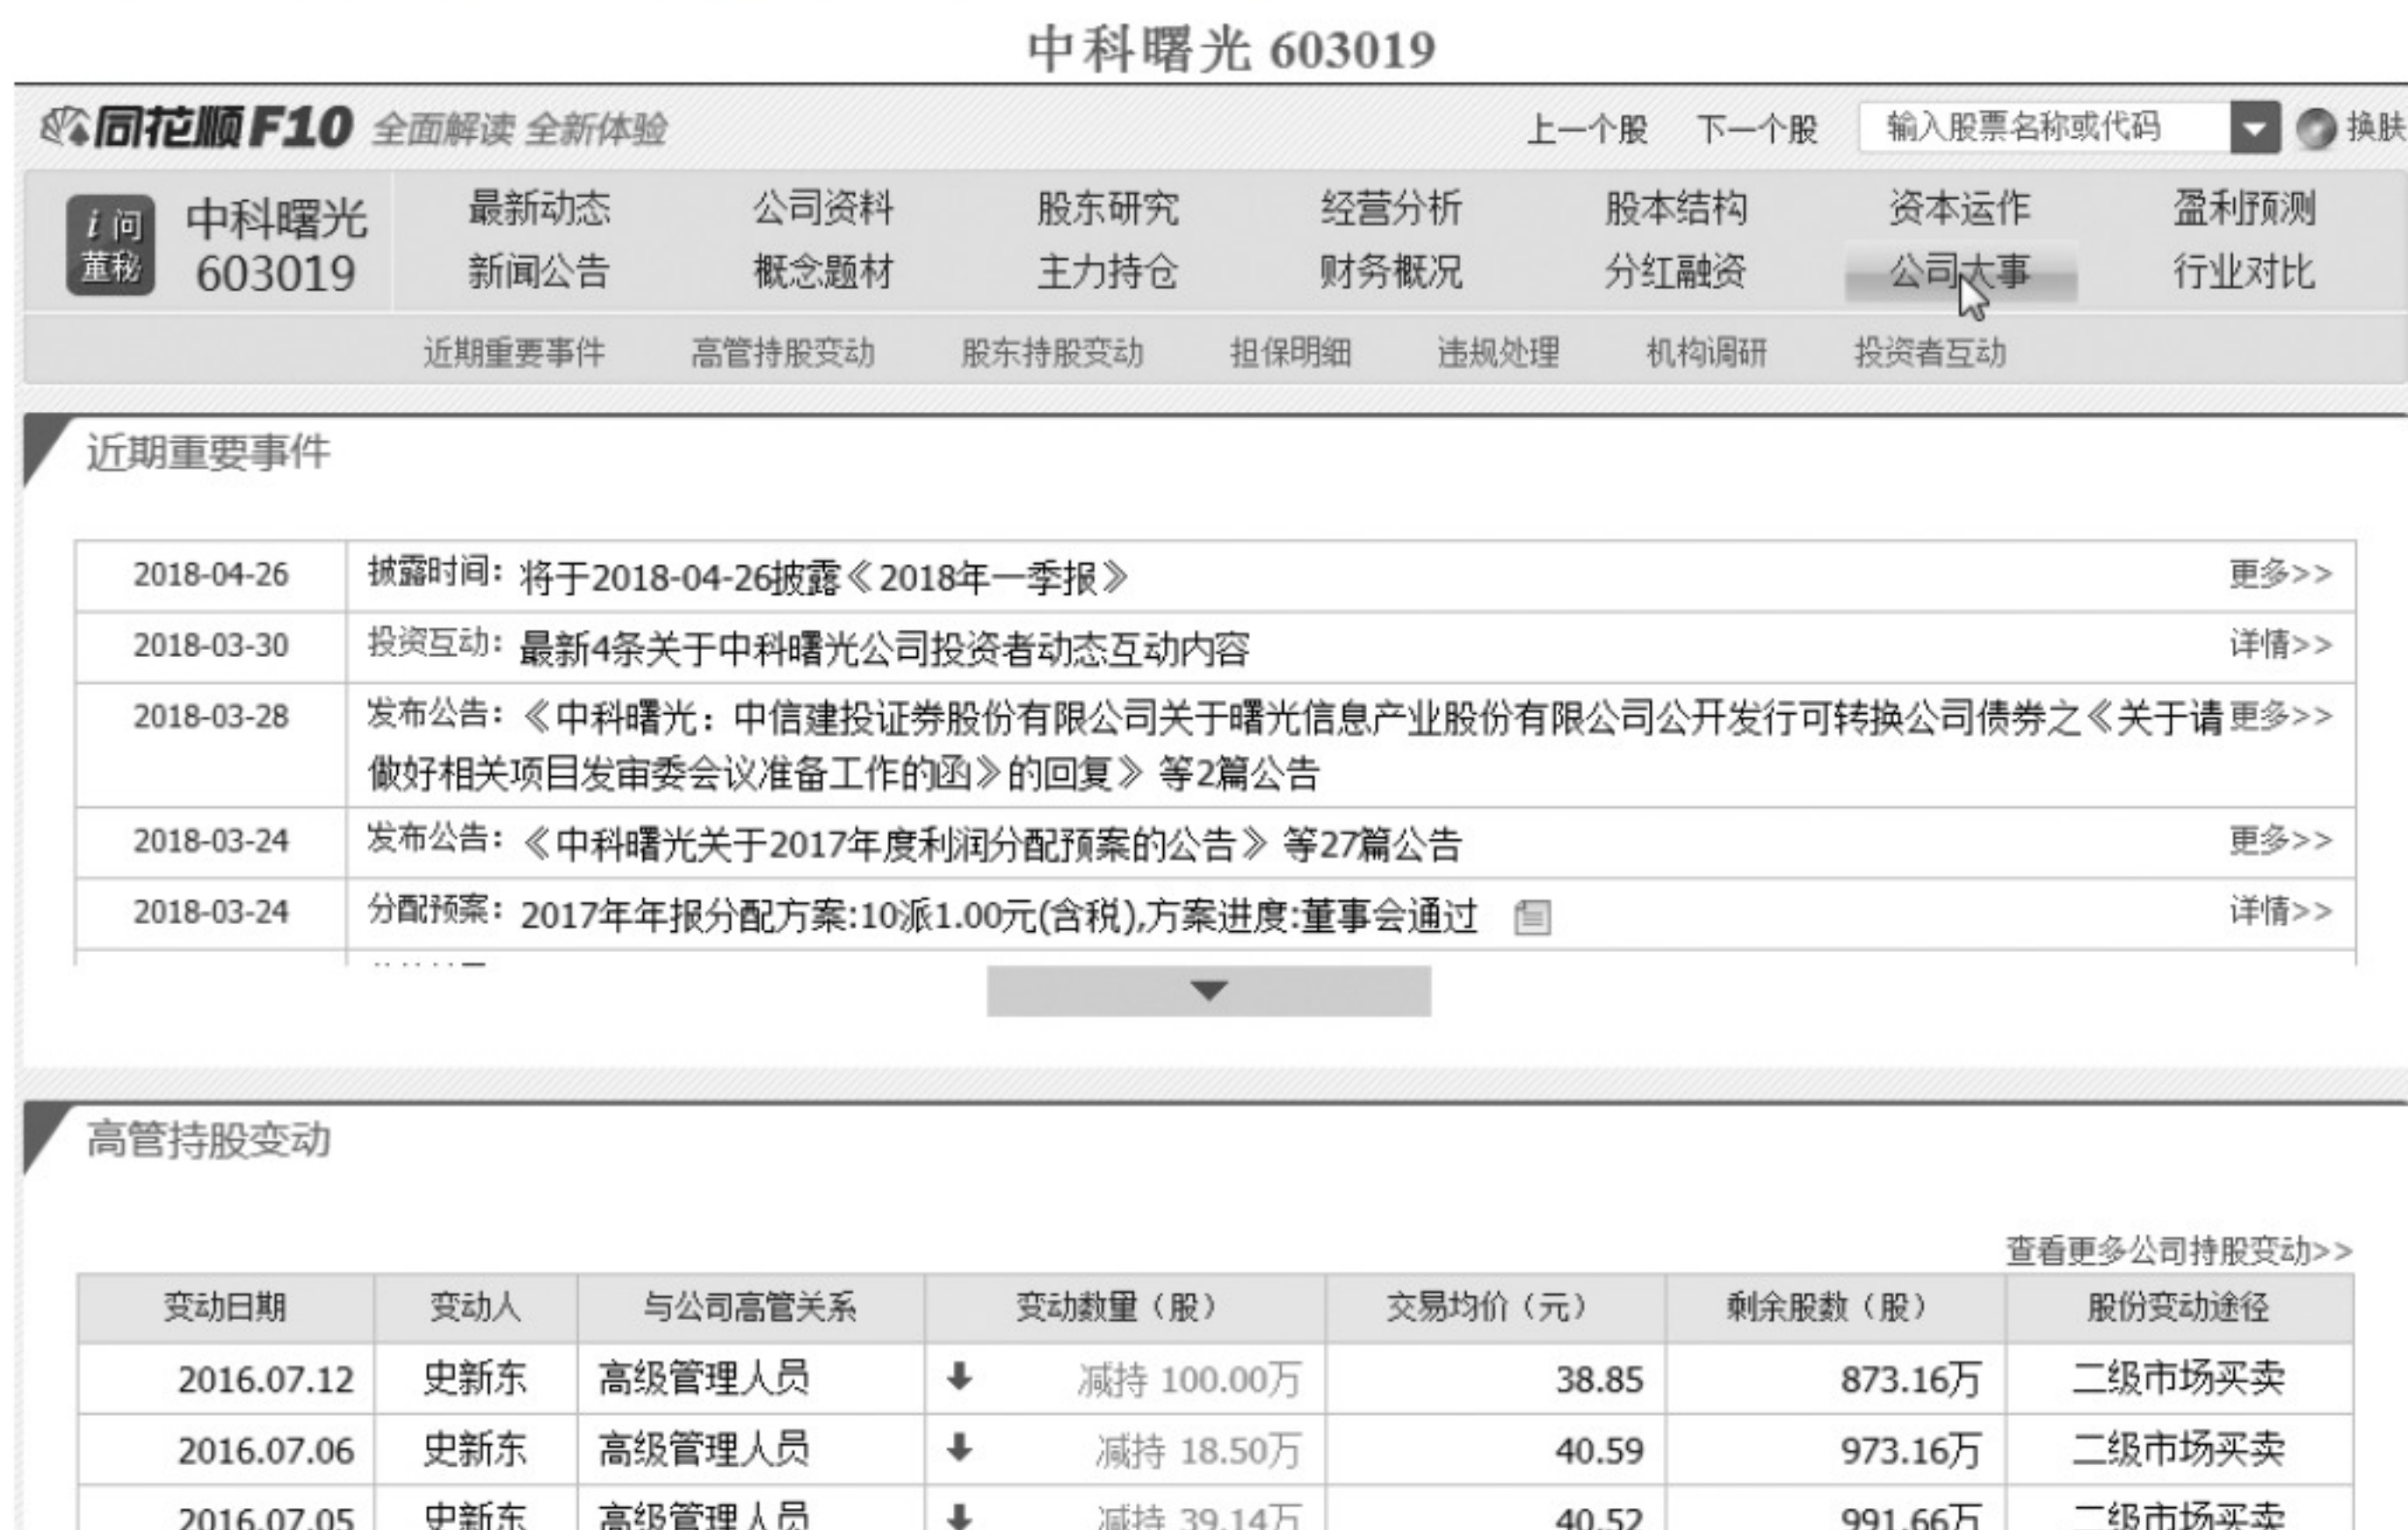 中科曙光 603019
同花顺F10 全面解读 全新体验 上一个股 下一个股 输入股票名称或代码 换肤
i 问董秘 中科曙光 603019
最新动态 公司资料 股东研究 经营分析 股本结构 资本运作 盈利预测
新闻公告 概念题材 主力持仓 财务概况 分红融资 公司大事 行业对比
近期重要事件 高管持股变动 股东持股变动 担保明细 违规处理 机构调研 投资者互动
近期重要事件
2018-04-26 披露时间：将于2018-04-26披露《2018年一季报》 更多>>
2018-03-30 投资互动：最新4条关于中科曙光公司投资者动态互动内容 详情>>
2018-03-28 发布公告：《中科曙光：中信建投证券股份有限公司关于曙光信息产业股份有限公司公开发行可转换公司债券之《关于请 更多>>
做好相关项目发审委会议准备工作的函》的回复》等2篇公告
2018-03-24 发布公告：《中科曙光关于2017年度利润分配预案的公告》等27篇公告 更多>>
2018-03-24 分配预案：2017年年报分配方案:10派1.00元(含税),方案进度:董事会通过 详情>>
高管持股变动
查看更多公司持股变动>>
变动日期 变动人 与公司高管关系 变动数量（股） 交易均价（元） 剩余股数（股） 股份变动途径
2016.07.12 史新东 高级管理人员 减持 100.00万 38.85 873.16万 二级市场买卖
2016.07.06 史新东 高级管理人员 减持 18.50万 40.59 973.16万 二级市场买卖
2016.07.05 史新东 高级管理人员 减持 39.14万 40.52 991.66万 二级市场买卖